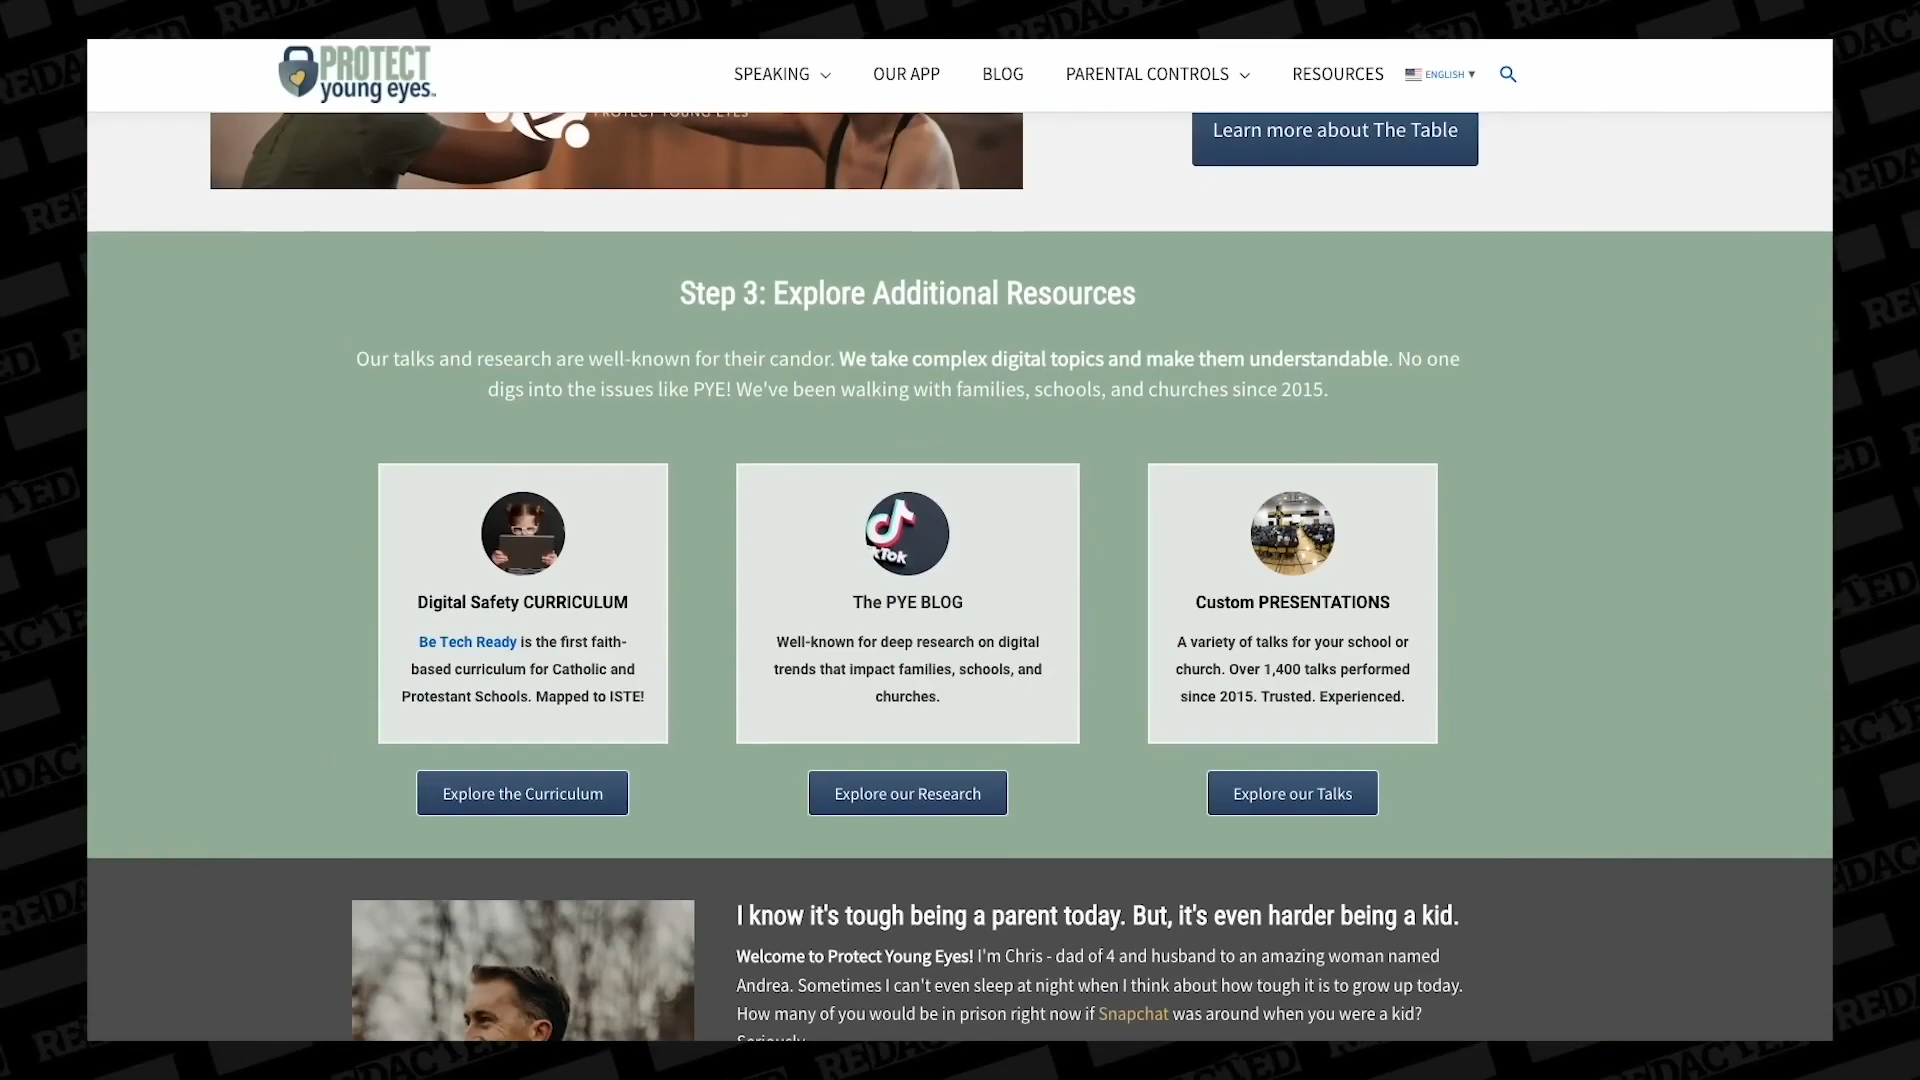 PROTECT
young eyes™
SPEAKING
OUR APP
BLOG
PARENTAL CONTROLS
RESOURCES
ENGLISH ▼
PROTECT YOUNG EYES
Learn more about The Table
Step 3: Explore Additional Resources
Our talks and research are well-known for their candor. We take complex digital topics and make them understandable. No one
digs into the issues like PYE! We've been walking with families, schools, and churches since 2015.
Digital Safety CURRICULUM
Be Tech Ready is the first faith-
based curriculum for Catholic and
Protestant Schools. Mapped to ISTE!
Explore the Curriculum
kTok
The PYE BLOG
Well-known for deep research on digital
trends that impact families, schools, and
churches.
Explore our Research
Custom PRESENTATIONS
A variety of talks for your school or
church. Over 1,400 talks performed
since 2015. Trusted. Experienced.
Explore our Talks
I know it's tough being a parent today. But, it's even harder being a kid.
Welcome to Protect Young Eyes! I'm Chris - dad of 4 and husband to an amazing woman named
Andrea. Sometimes I can't even sleep at night when I think about how tough it is to grow up today.
How many of you would be in prison right now if Snapchat was around when you were a kid?
Seriously
REDACTED